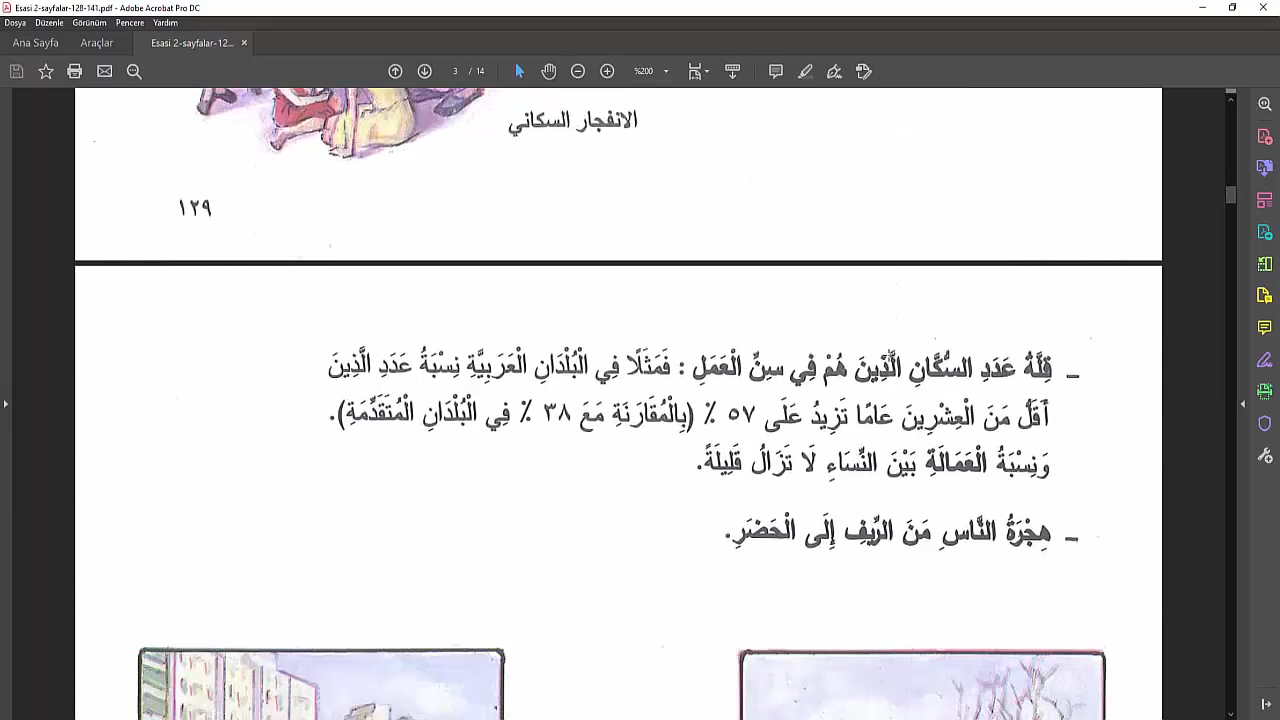 Esasi 2-sayfalar-128-141.pdf - Adobe Acrobat Pro DC
Dosya Düzenle Görünüm Pencere Yardım
Ana Sayfa Araçlar Esasi 2-sayfalar-12... ×
3 / 14 %200
الانفجار السكاني
١٢٩
– قِلَّةُ عَدَدِ السُّكَّانِ الَّذِينَ هُمْ فِي سِنِّ الْعَمَلِ : فَمَثَلًا فِي الْبُلْدَانِ الْعَرَبِيَّةِ نِسْبَةُ عَدَدِ الَّذِينَ
أَقَلُّ مَنَ الْعِشْرِينَ عَامًا تَزِيدُ عَلَى ٥٧ ٪ (بِالْمُقَارَنَةِ مَعَ ٣٨ ٪ فِي الْبُلْدَانِ الْمُتَقَدِّمَةِ).
وَنِسْبَةُ الْعَمَالَةِ بَيْنَ النِّسَاءِ لَا تَزَالُ قَلِيلَةً.
– هِجْرَةُ النَّاسِ مَنَ الرِّيفِ إِلَى الْحَضَرِ.